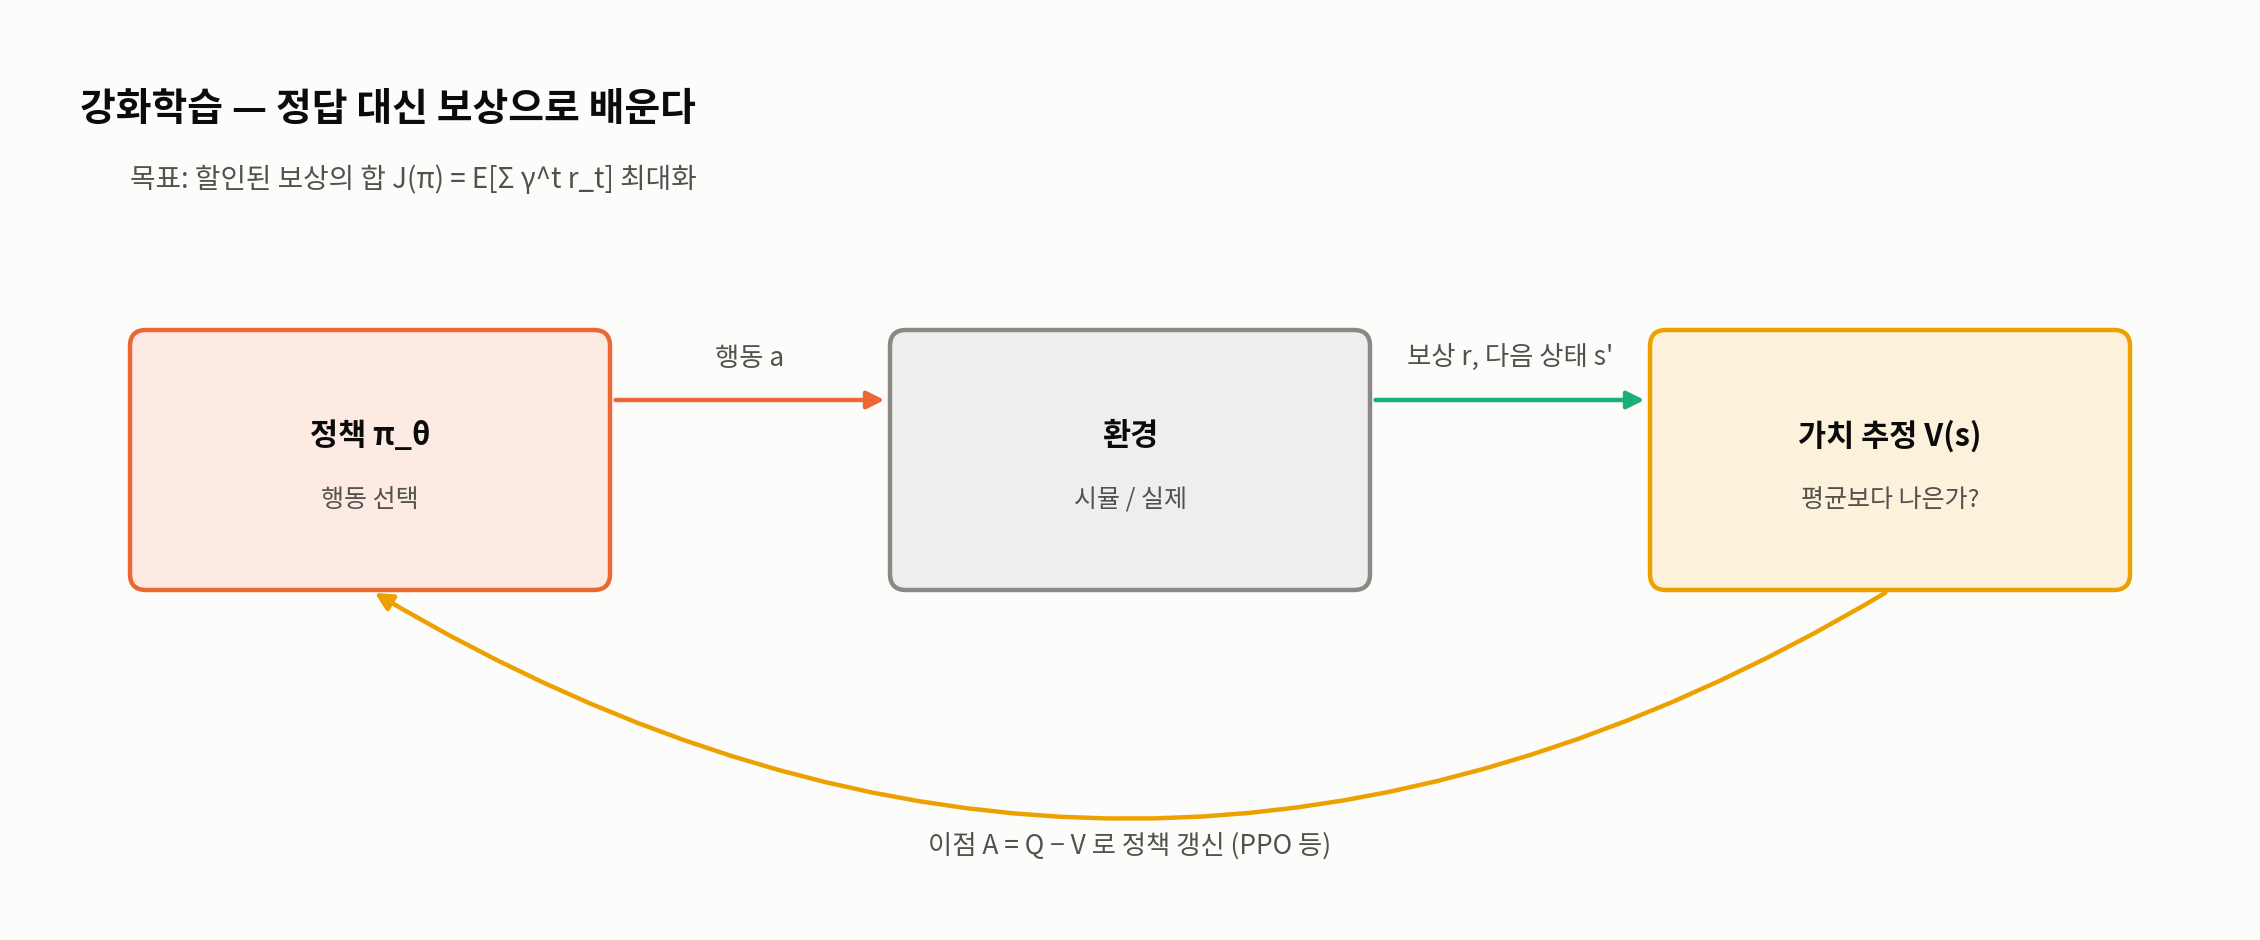 강화학습 — 정답 대신 보상으로 배운다
목표: 할인된 보상의 합 J(π) = E[Σ γ^t r_t] 최대화
행동 a
보상 r, 다음 상태 s'
정책 π_θ
행동 선택
환경
시뮬 / 실제
가치 추정 V(s)
평균보다 나은가?
이점 A = Q − V 로 정책 갱신 (PPO 등)